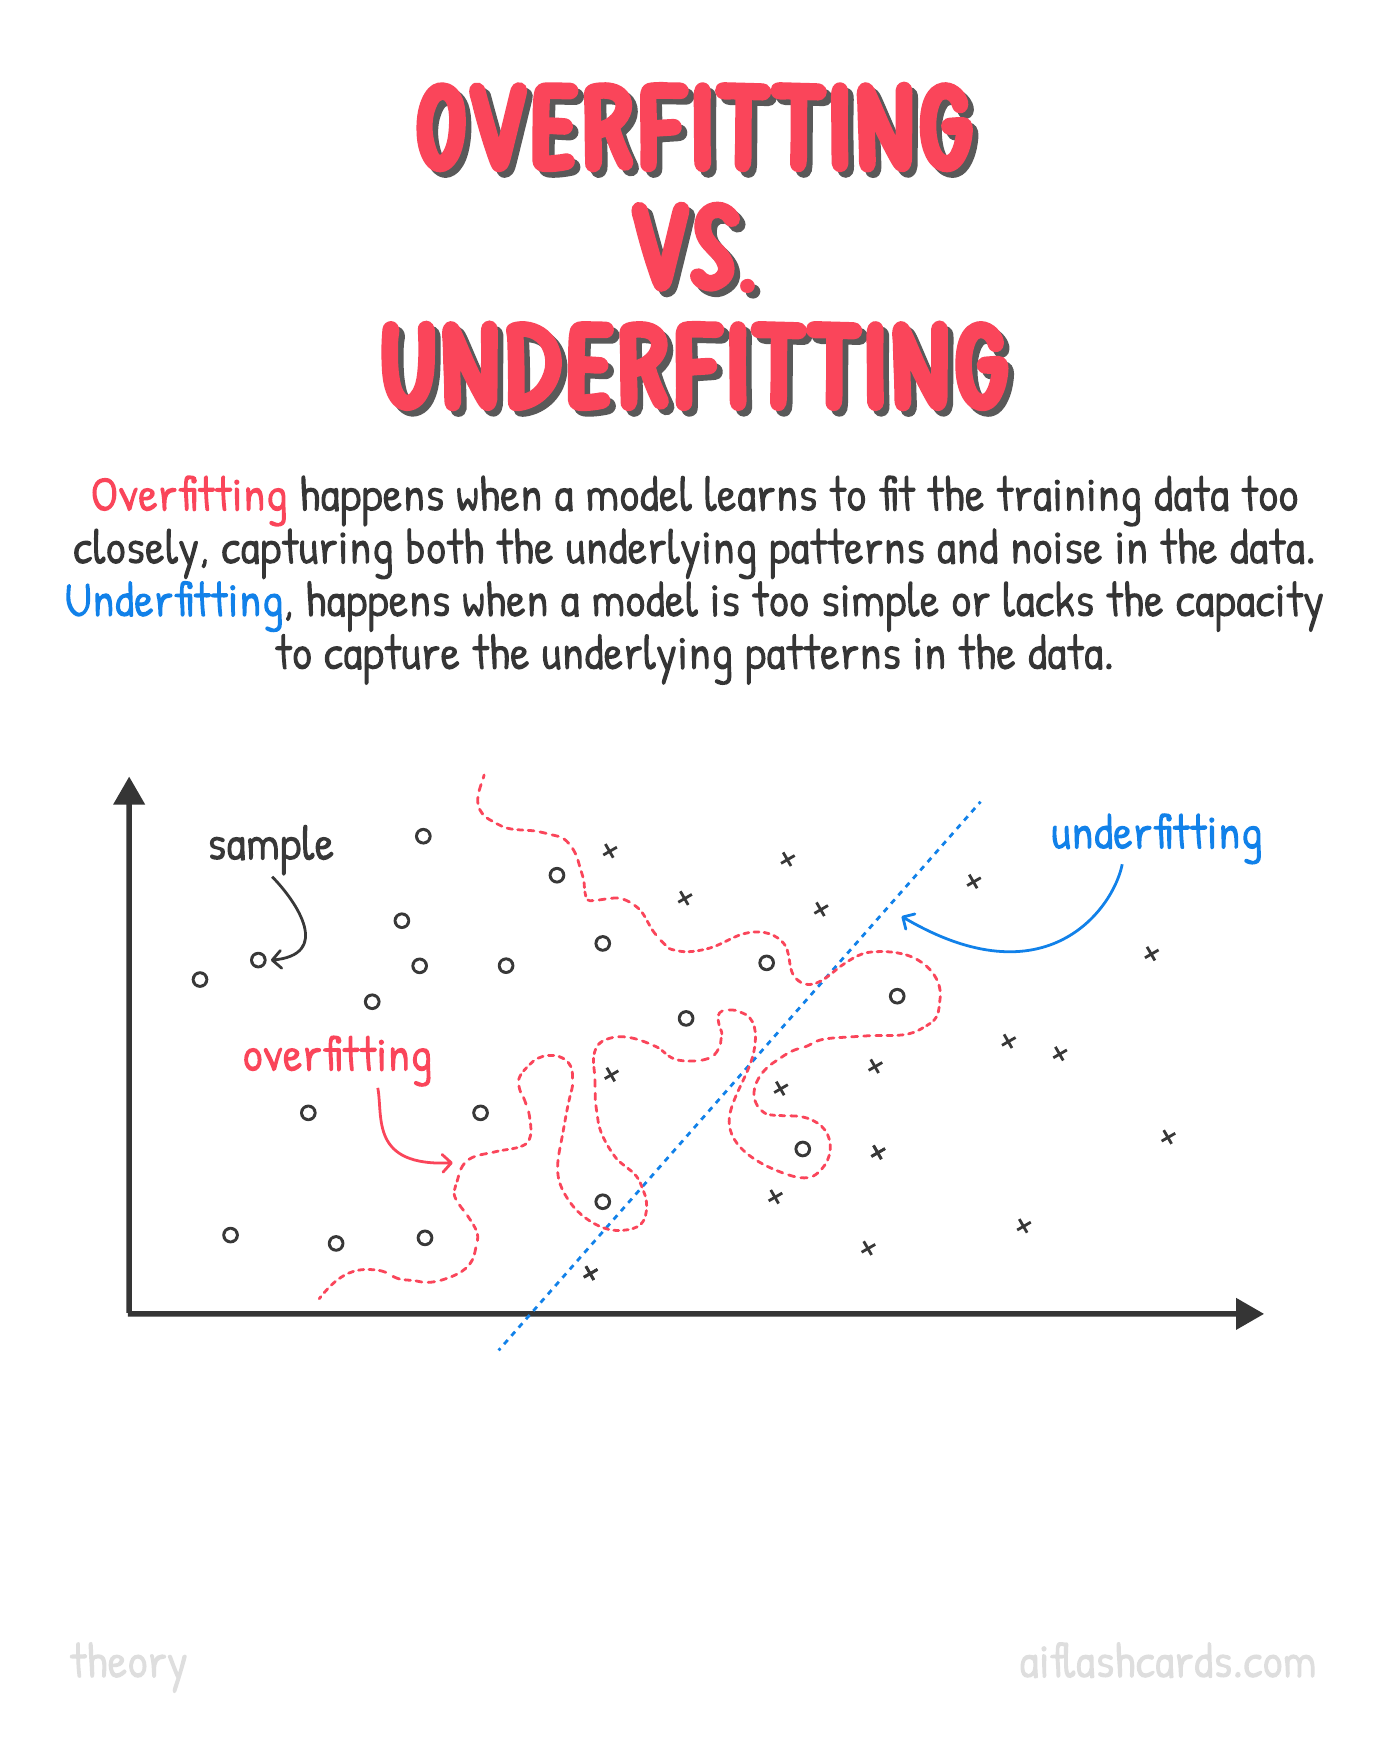 OVERFITTING
VS.
UNDERFITTING
Overfitting happens when a model learns to fit the training data too
closely, capturing both the underlying patterns and noise in the data.
Underfitting, happens when a model is too simple or lacks the capacity
to capture the underlying patterns in the data.
sample
underfitting
overfitting
theory
aiflashcards.com